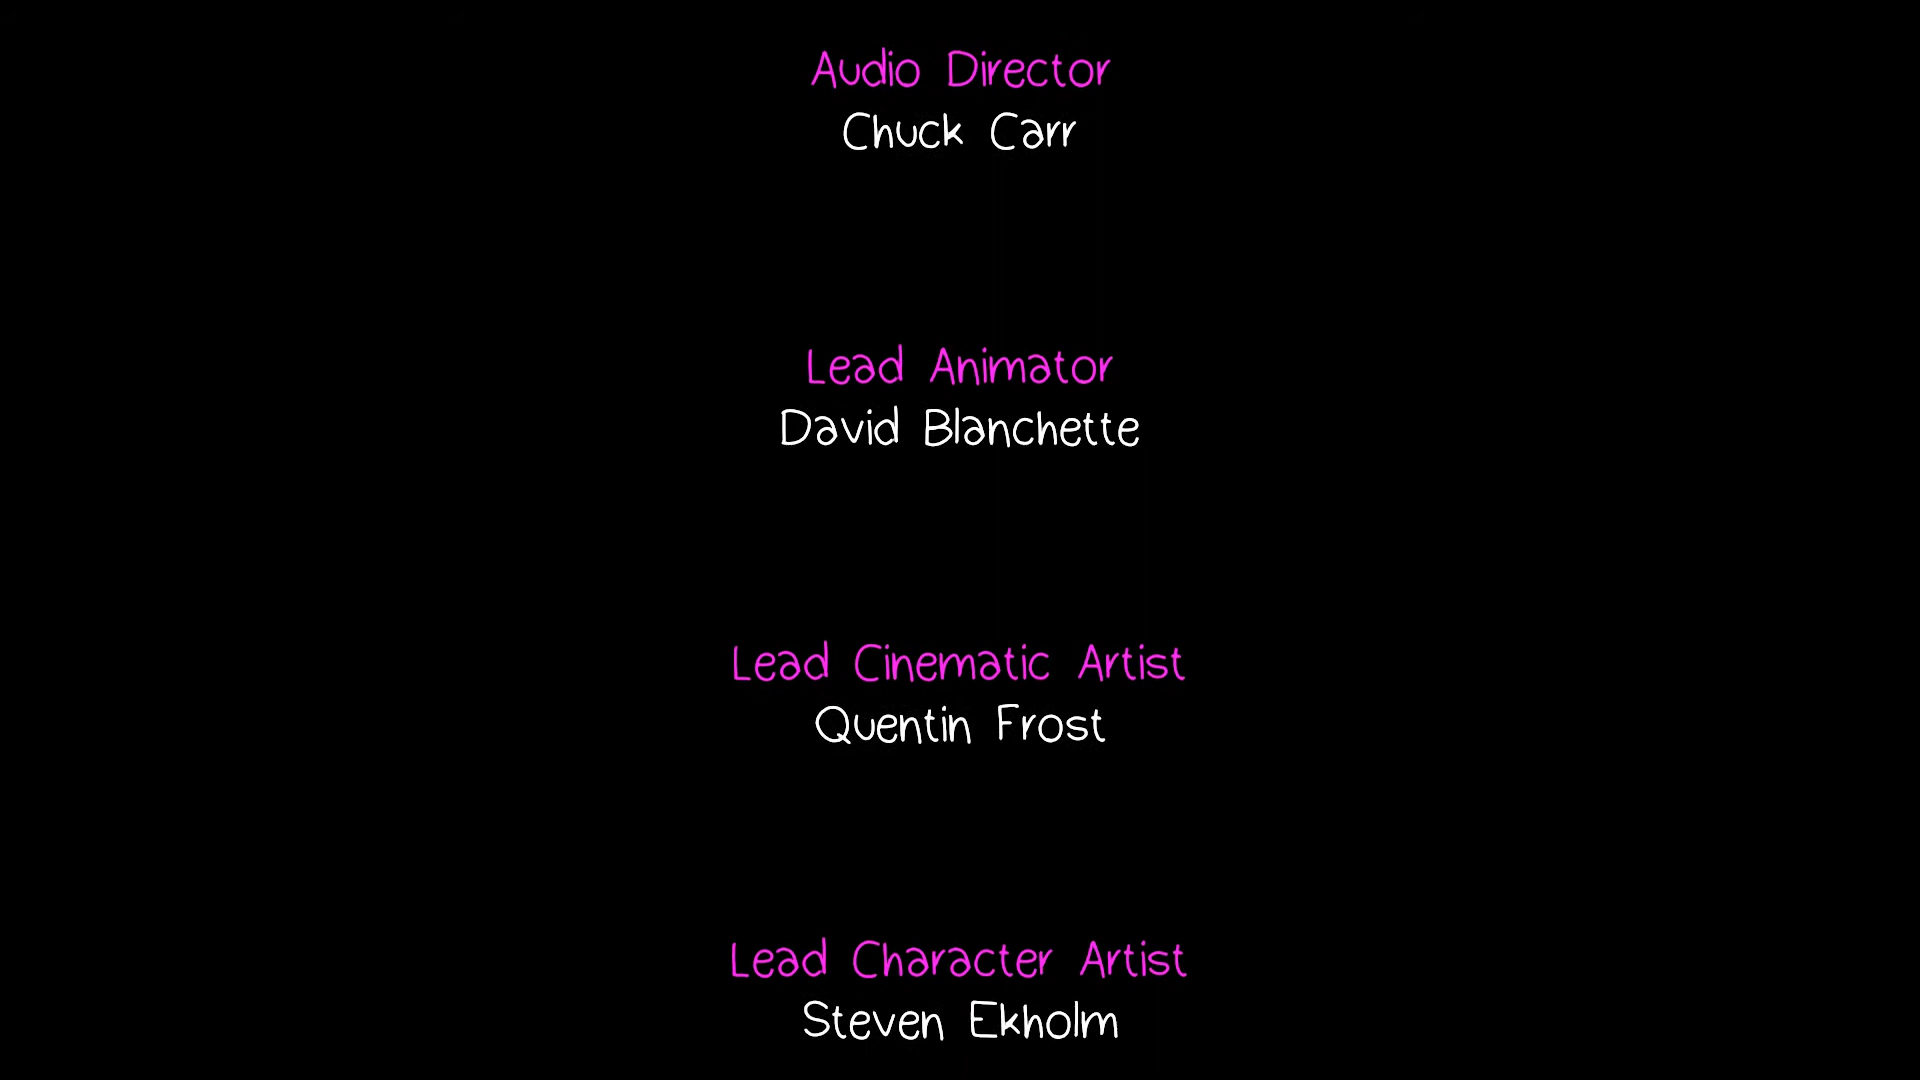 Audio Director
Chuck Carr
Lead Animator
David Blanchette
Lead Cinematic Artist
Quentin Frost
Lead Character Artist
Steven Ekholm